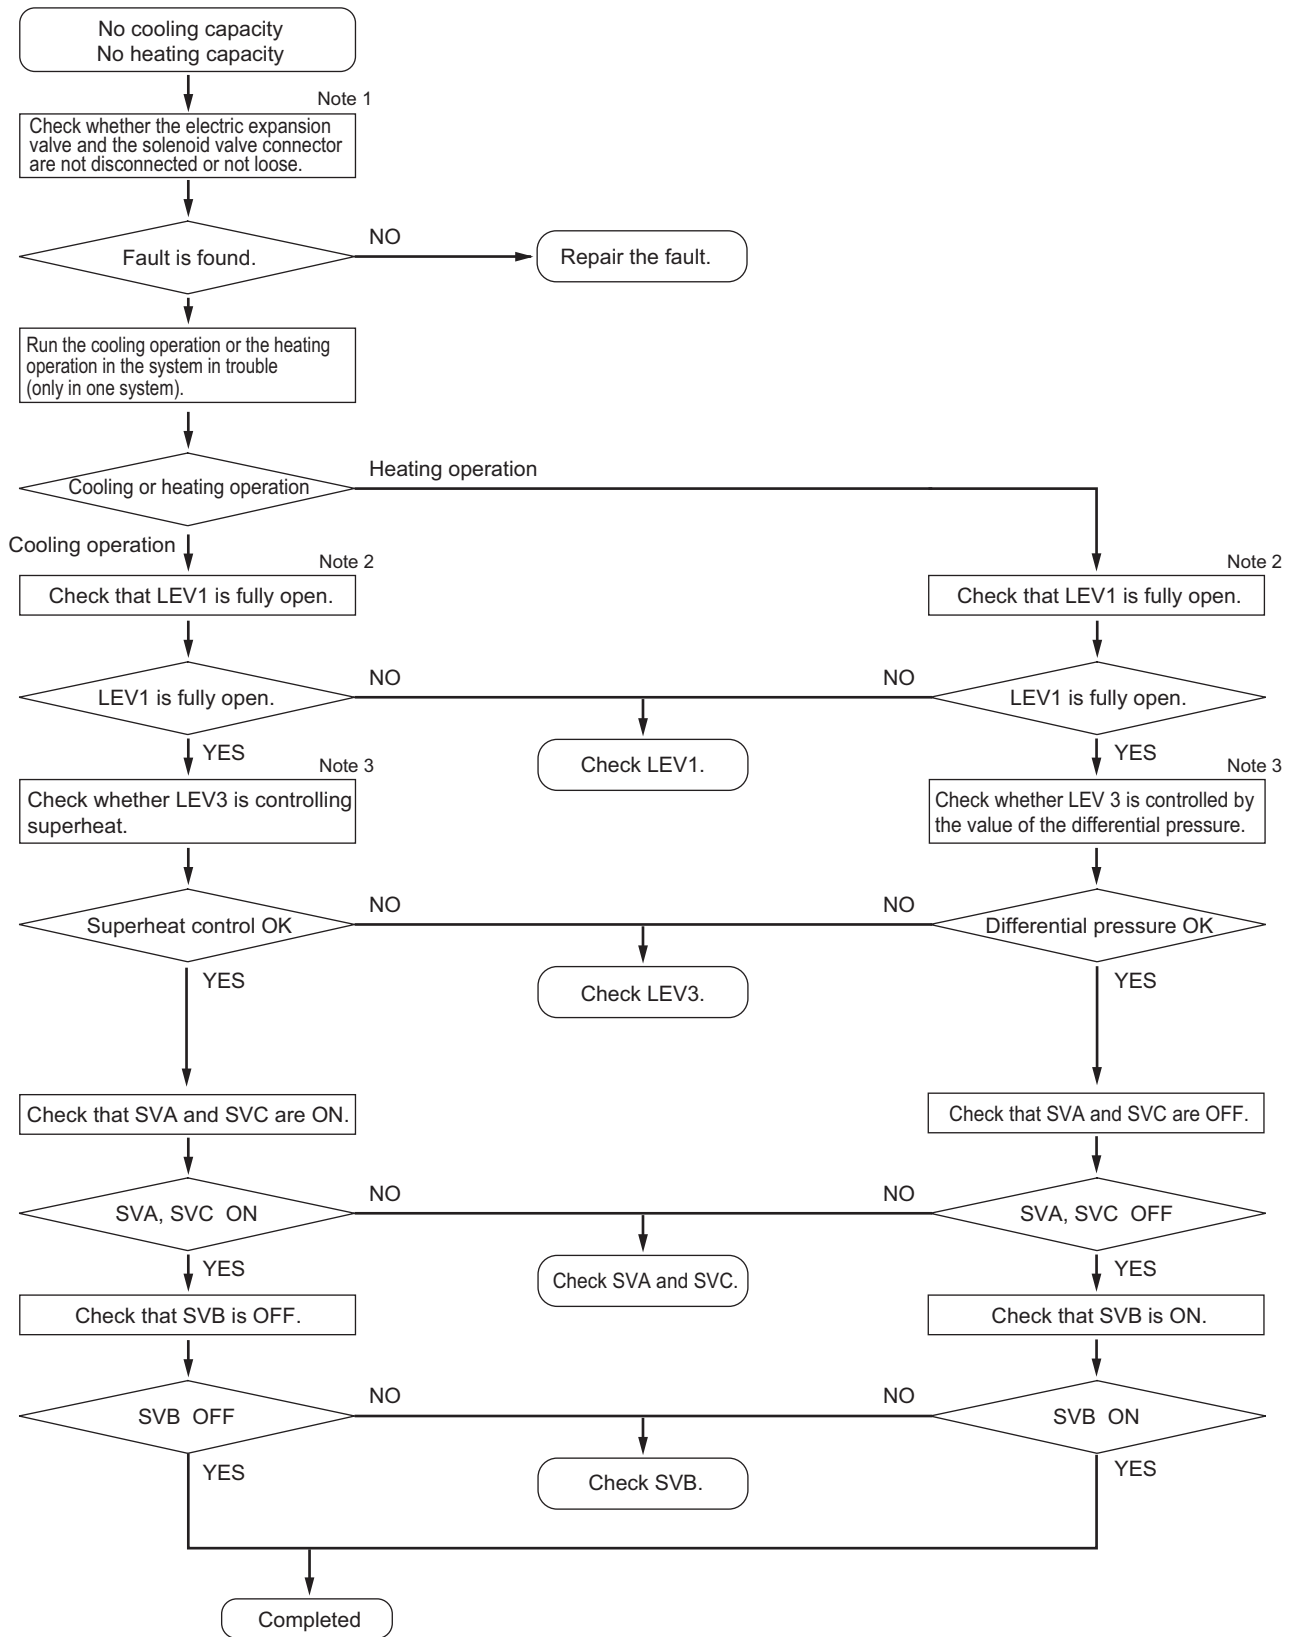 No cooling capacity
No heating capacity
Note 1
Check whether the electric expansion
valve and the solenoid valve connector
are not disconnected or not loose.
NO
Fault is found.
Repair the fault.
Run the cooling operation or the heating
operation in the system in trouble
(only in one system).
Heating operation
Cooling or heating operation
Cooling operation
Note 2
Note 2
Check that LEV1 is fully open.
Check that LEV1 is fully open.
NO
NO
LEV1 is fully open.
LEV1 is fully open.
YES
YES
Check LEV1.
Note 3
Note 3
Check whether LEV3 is controlling
superheat.
Check whether LEV 3 is controlled by
the value of the differential pressure.
NO
NO
Superheat control OK
Differential pressure OK
YES
YES
Check LEV3.
Check that SVA and SVC are ON.
Check that SVA and SVC are OFF.
NO
NO
SVA, SVC ON
SVA, SVC OFF
YES
YES
Check SVA and SVC.
Check that SVB is OFF.
Check that SVB is ON.
NO
NO
SVB OFF
SVB ON
YES
YES
Check SVB.
Completed